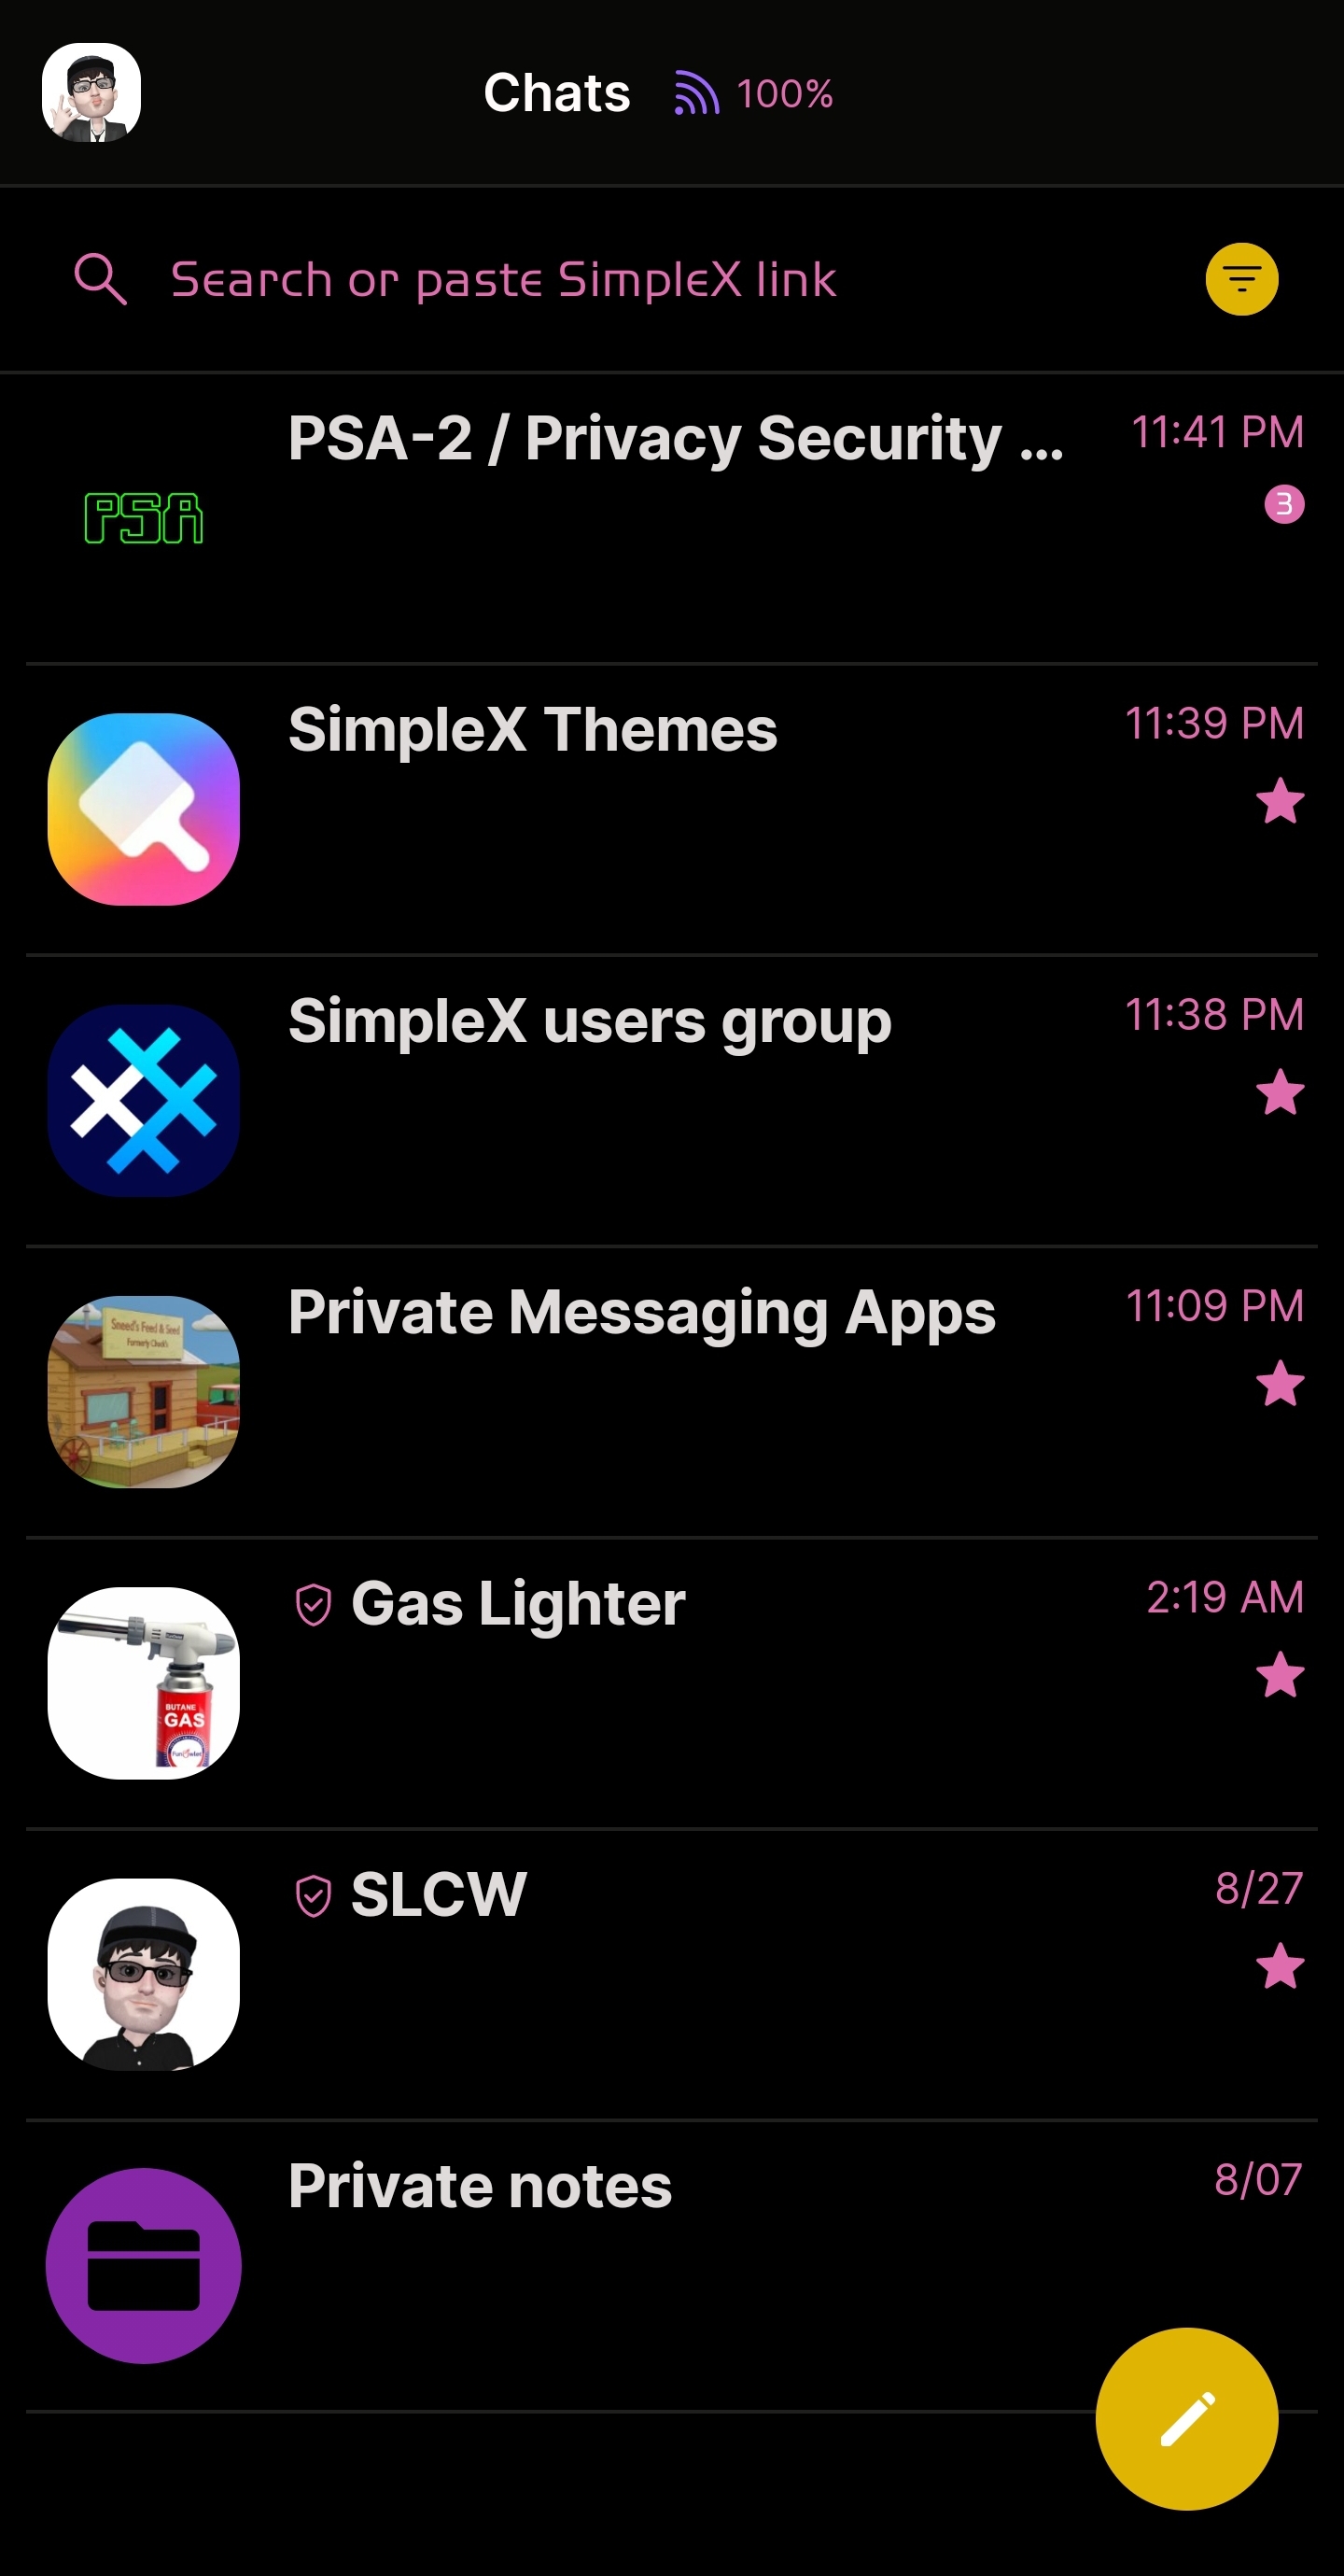 Chats 100%
Search or paste SimpleX link
PSA-2 / Privacy Security ... 11:41 PM
3
PSA
SimpleX Themes 11:39 PM
SimpleX users group 11:38 PM
Private Messaging Apps 11:09 PM
Sneed's Feed & Seed
Formerly Chuck's
Gas Lighter 2:19 AM
BUTANE
GAS
SLCW 8/27
Private notes 8/07